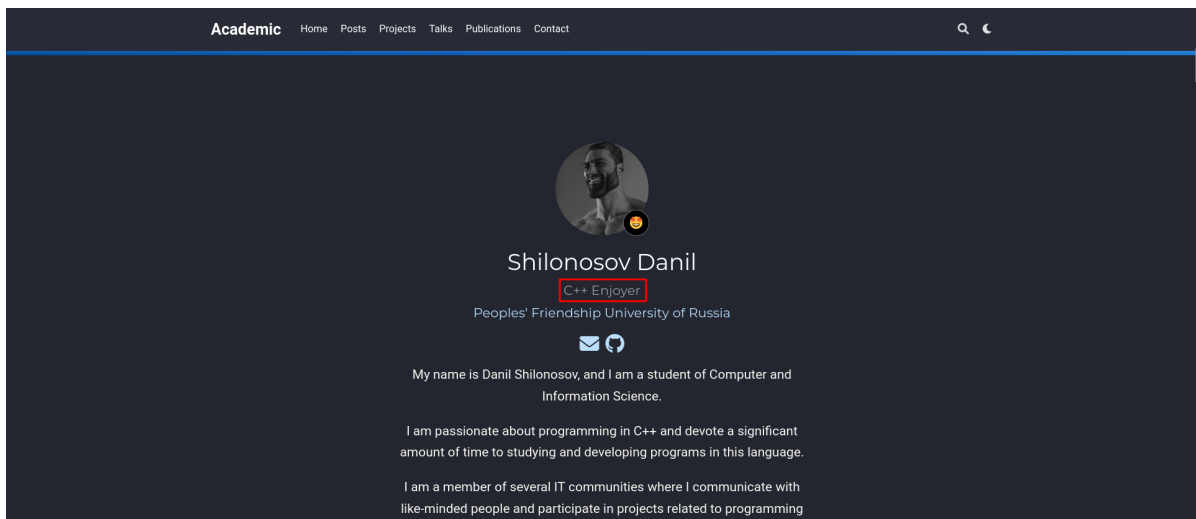 Academic Home Posts Projects Talks Publications Contact
Shilonosov Danil
C++ Enjoyer
Peoples' Friendship University of Russia
My name is Danil Shilonosov, and I am a student of Computer and
Information Science.
I am passionate about programming in C++ and devote a significant
amount of time to studying and developing programs in this language.
I am a member of several IT communities where I communicate with
like-minded people and participate in projects related to programming